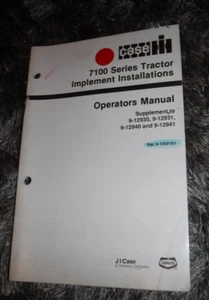 CASE IH
7100 Series Tractor
Implement Installations
Operators Manual
Supplement to
9-12930, 9-12931,
9-12940 and 9-12941
J I Case
A Tenneco Company